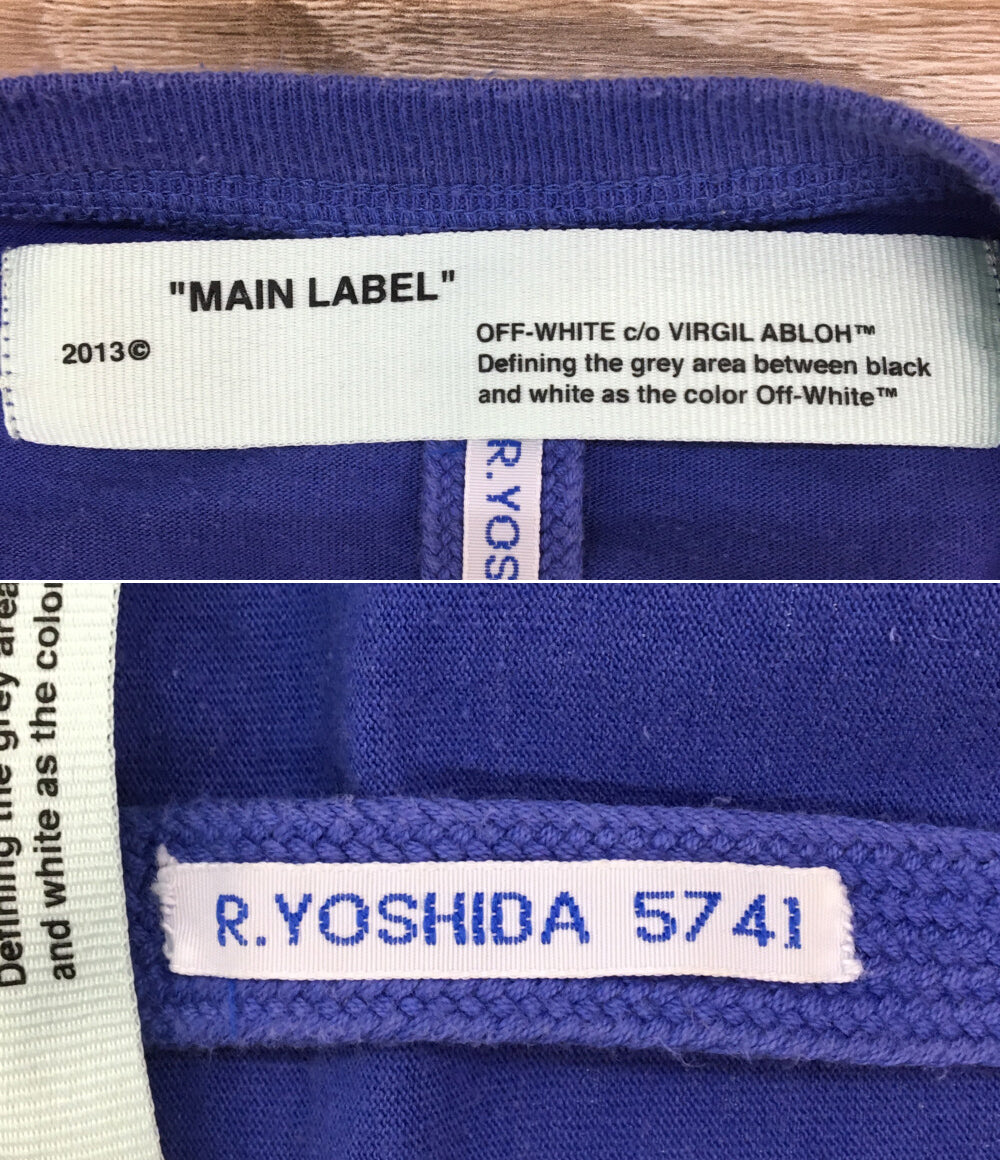 "MAIN LABEL"
2013©
OFF-WHITE c/o VIRGIL ABLOH™
Defining the grey area between black
and white as the color Off-White™
R.YOS
Defining the grey area
and white as the color
R.YOSHIDA 5741